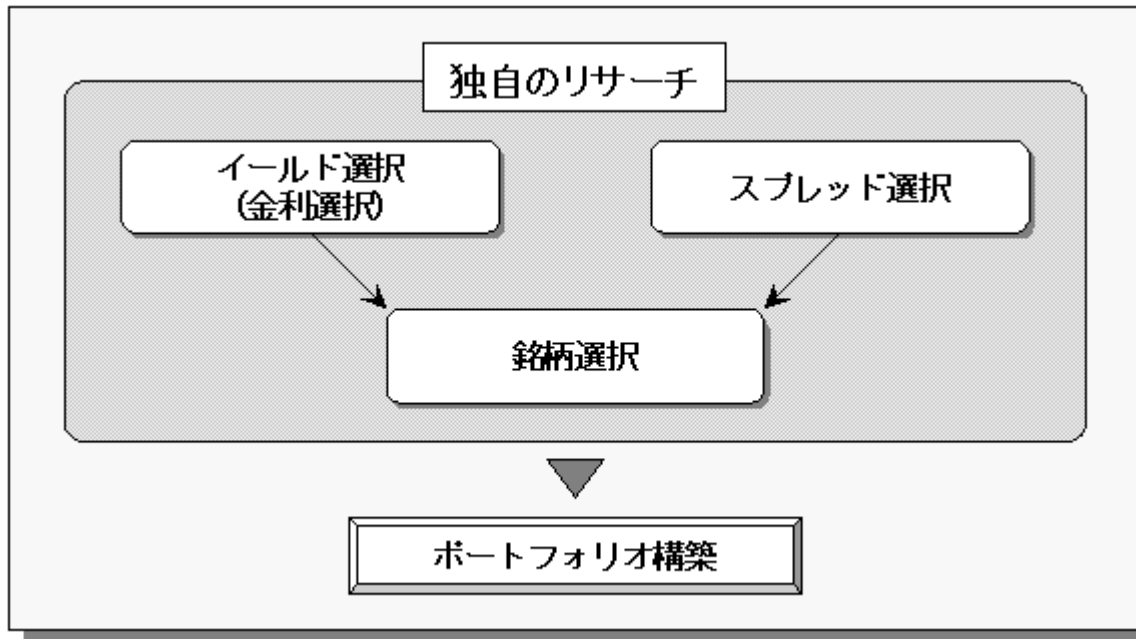 独自のリサーチ
イールド選択
(金利選択)
スプレッド選択
銘柄選択
ポートフォリオ構築